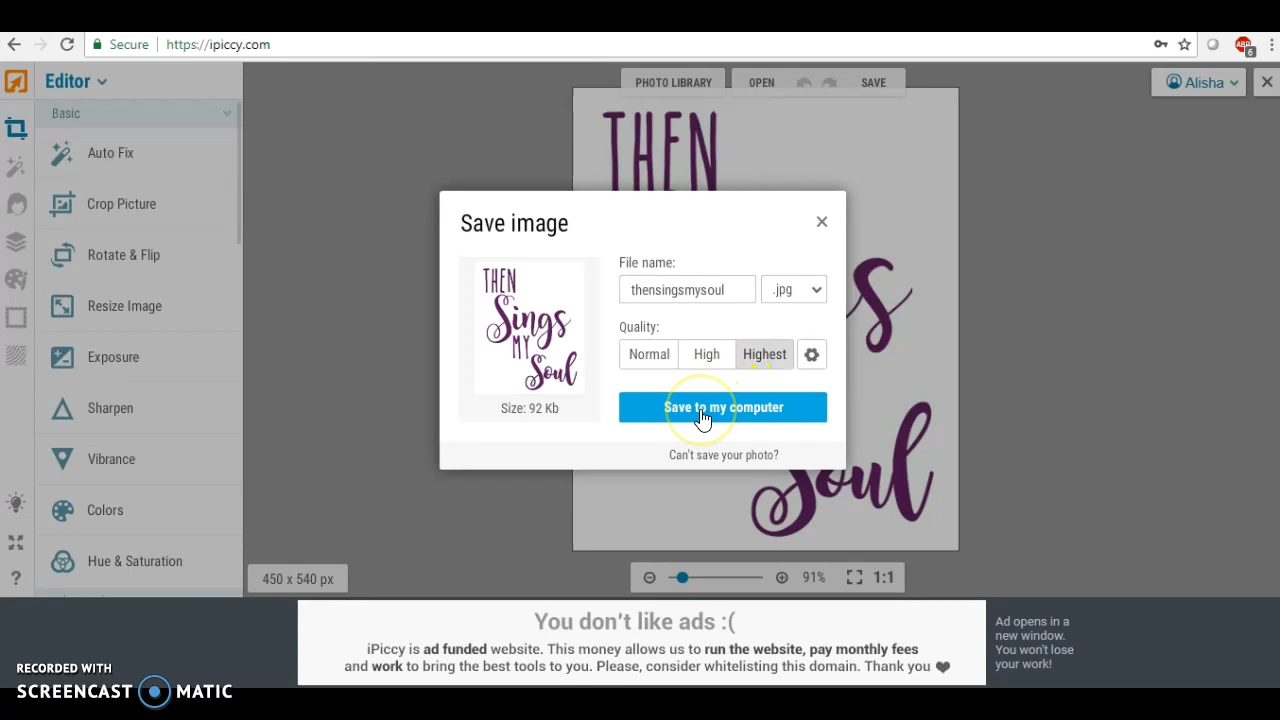 Secure https://ipiccy.com
ABP
6
Editor
PHOTO LIBRARY
OPEN
SAVE
Alisha
Basic
Auto Fix
Crop Picture
Rotate & Flip
Resize Image
Exposure
Sharpen
Vibrance
Colors
Hue & Saturation
THEN
s
Soul
Save image
THEN
Sings
MY
Soul
Size: 92 Kb
File name:
thensingsmysoul .jpg
Quality:
Normal High Highest
Save to my computer
Can't save your photo?
450 x 540 px
91%
1:1
?
You don't like ads :(
iPiccy is ad funded website. This money allows us to run the website, pay monthly fees
and work to bring the best tools to you. Please, consider whitelisting this domain. Thank you ❤
Ad opens in a
new window.
You won't lose
your work!
RECORDED WITH
SCREENCAST MATIC